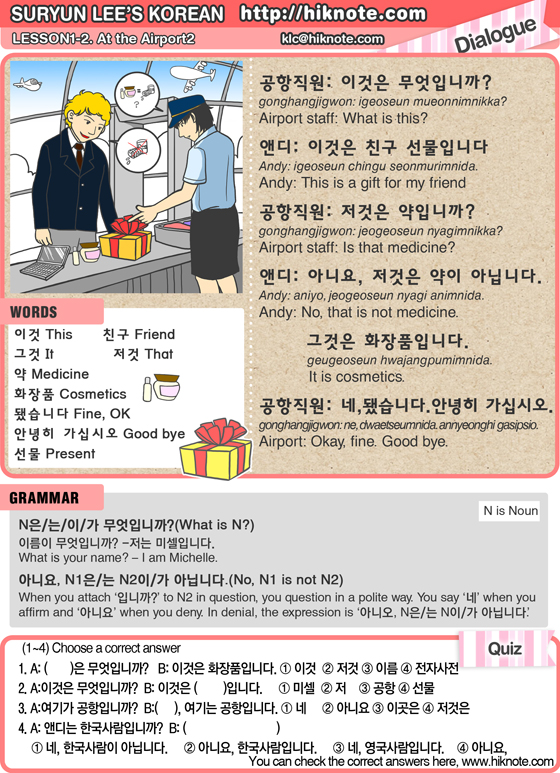 SURYUN LEE'S KOREAN http://hiknote.com
LESSON1-2. At the Airport2 klc@hiknote.com
Dialogue
공항직원: 이것은 무엇입니까?
gonghangjigwon: igeoseun mueonnimnikka?
Airport staff: What is this?
앤디: 이것은 친구 선물입니다
Andy: igeoseun chingu seonmurimnida.
Andy: This is a gift for my friend
공항직원: 저것은 약입니까?
gonghangjigwon: jeogeoseun nyagimnikka?
Airport staff: Is that medicine?
앤디: 아니요, 저것은 약이 아닙니다.
Andy: aniyo, jeogeoseun nyagi animnida.
Andy: No, that is not medicine.
그것은 화장품입니다.
geugeoseun hwajangpumimnida.
It is cosmetics.
공항직원: 네,됐습니다.안녕히 가십시오.
gonghangjigwon: ne, dwaetseumnida. annyeonghi gasipsio.
Airport: Okay, fine. Good bye.
WORDS
이것 This 친구 Friend
그것 It 저것 That
약 Medicine
화장품 Cosmetics
됐습니다 Fine, OK
안녕히 가십시오 Good bye
선물 Present
GRAMMAR
N is Noun
N은/는/이/가 무엇입니까?(What is N?)
이름이 무엇입니까? -저는 미셸입니다.
What is your name? – I am Michelle.
아니요, N1은/는 N2이/가 아닙니다.(No, N1 is not N2)
When you attach '입니까?' to N2 in question, you question in a polite way. You say '네' when you
affirm and '아니요' when you deny. In denial, the expression is '아니오, N은/는 N이/가 아닙니다.'
Quiz
(1~4) Choose a correct answer
1. A: ( )은 무엇입니까? B: 이것은 화장품입니다. ① 이것 ② 저것 ③ 이름 ④ 전자사전
2. A:이것은 무엇입니까? B: 이것은 ( )입니다. ① 미셸 ② 저 ③ 공항 ④ 선물
3. A:여기가 공항입니까? B:( ), 여기는 공항입니다. ① 네 ② 아니요 ③ 이곳은 ④ 저것은
4. A: 앤디는 한국사람입니까? B: ( )
① 네, 한국사람이 아닙니다. ② 아니요, 한국사람입니다. ③ 네, 영국사람입니다. ④ 아니요,
You can check the correct answers here, www.hiknote.com